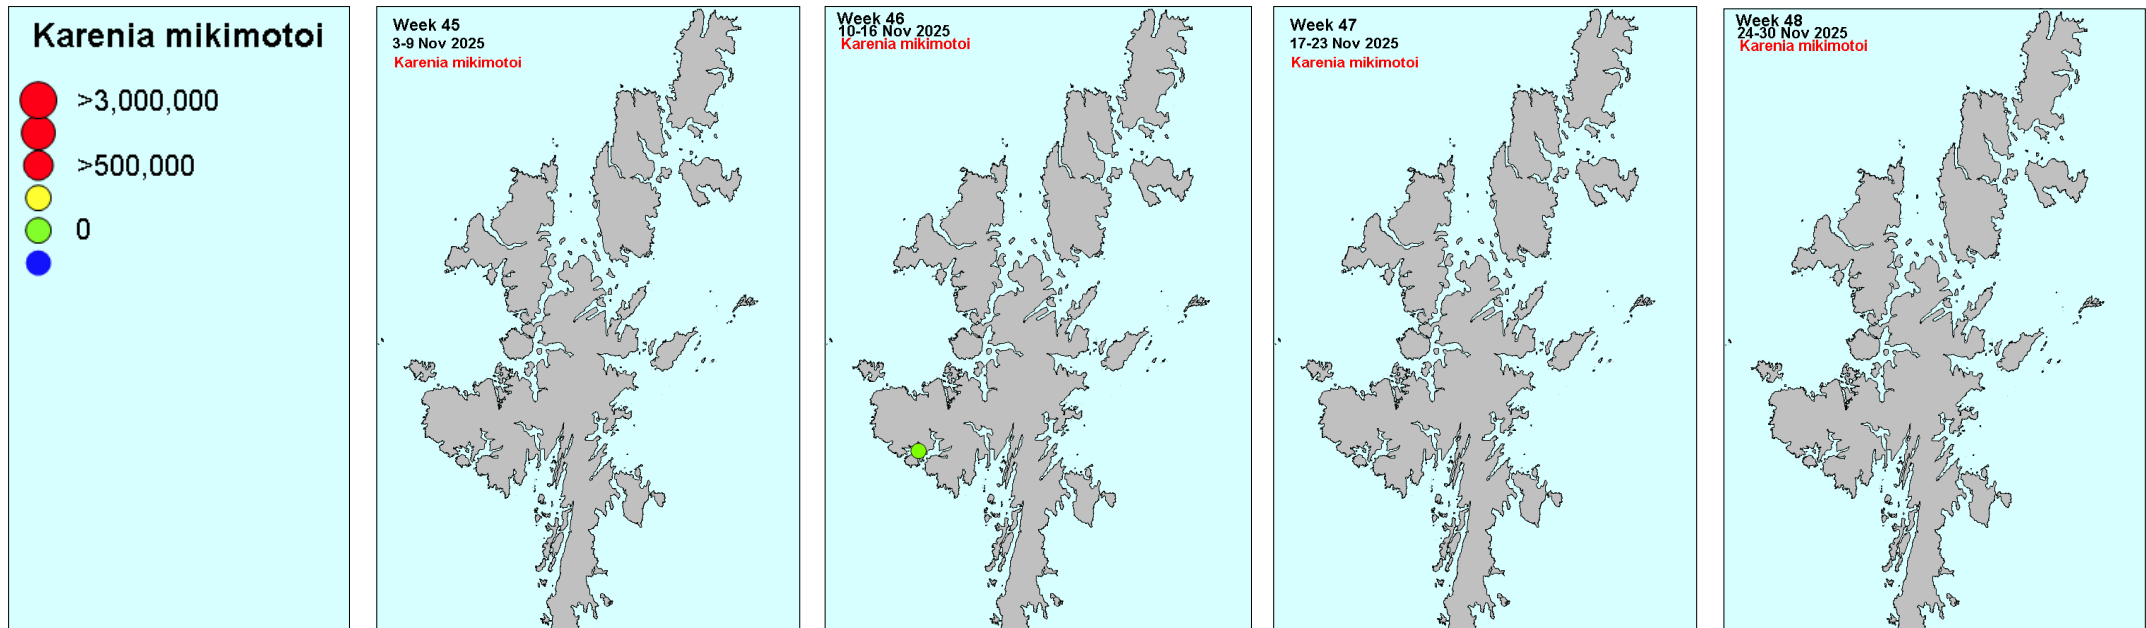 Karenia mikimotoi
>3,000,000
>500,000
0
Week 45
3-9 Nov 2025
Karenia mikimotoi
Week 46
10-16 Nov 2025
Karenia mikimotoi
Week 47
17-23 Nov 2025
Karenia mikimotoi
Week 48
24-30 Nov 2025
Karenia mikimotoi